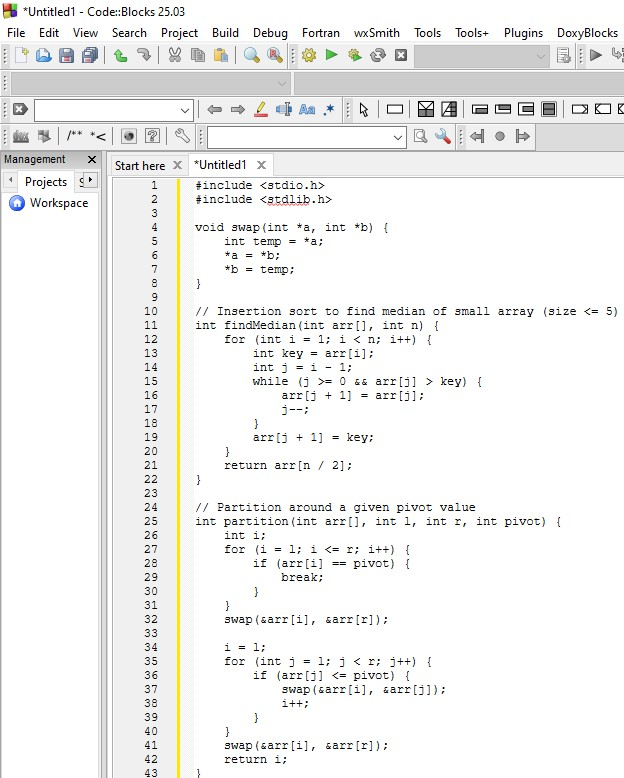 *Untitled1 - Code::Blocks 25.03
File Edit View Search Project Build Debug Fortran wxSmith Tools Tools+ Plugins DoxyBlocks
Aa .*
/** *<
Management X
Start here X *Untitled1 X
Projects S
Workspace
1 #include <stdio.h>
2 #include <stdlib.h>
3
4 void swap(int *a, int *b) {
5     int temp = *a;
6     *a = *b;
7     *b = temp;
8 }
9
10 // Insertion sort to find median of small array (size <= 5)
11 int findMedian(int arr[], int n) {
12     for (int i = 1; i < n; i++) {
13         int key = arr[i];
14         int j = i - 1;
15         while (j >= 0 && arr[j] > key) {
16             arr[j + 1] = arr[j];
17             j--;
18         }
19         arr[j + 1] = key;
20     }
21     return arr[n / 2];
22 }
23
24 // Partition around a given pivot value
25 int partition(int arr[], int l, int r, int pivot) {
26     int i;
27     for (i = l; i <= r; i++) {
28         if (arr[i] == pivot) {
29             break;
30         }
31     }
32     swap(&arr[i], &arr[r]);
33
34     i = l;
35     for (int j = l; j < r; j++) {
36         if (arr[j] <= pivot) {
37             swap(&arr[i], &arr[j]);
38             i++;
39         }
40     }
41     swap(&arr[i], &arr[r]);
42     return i;
43 }